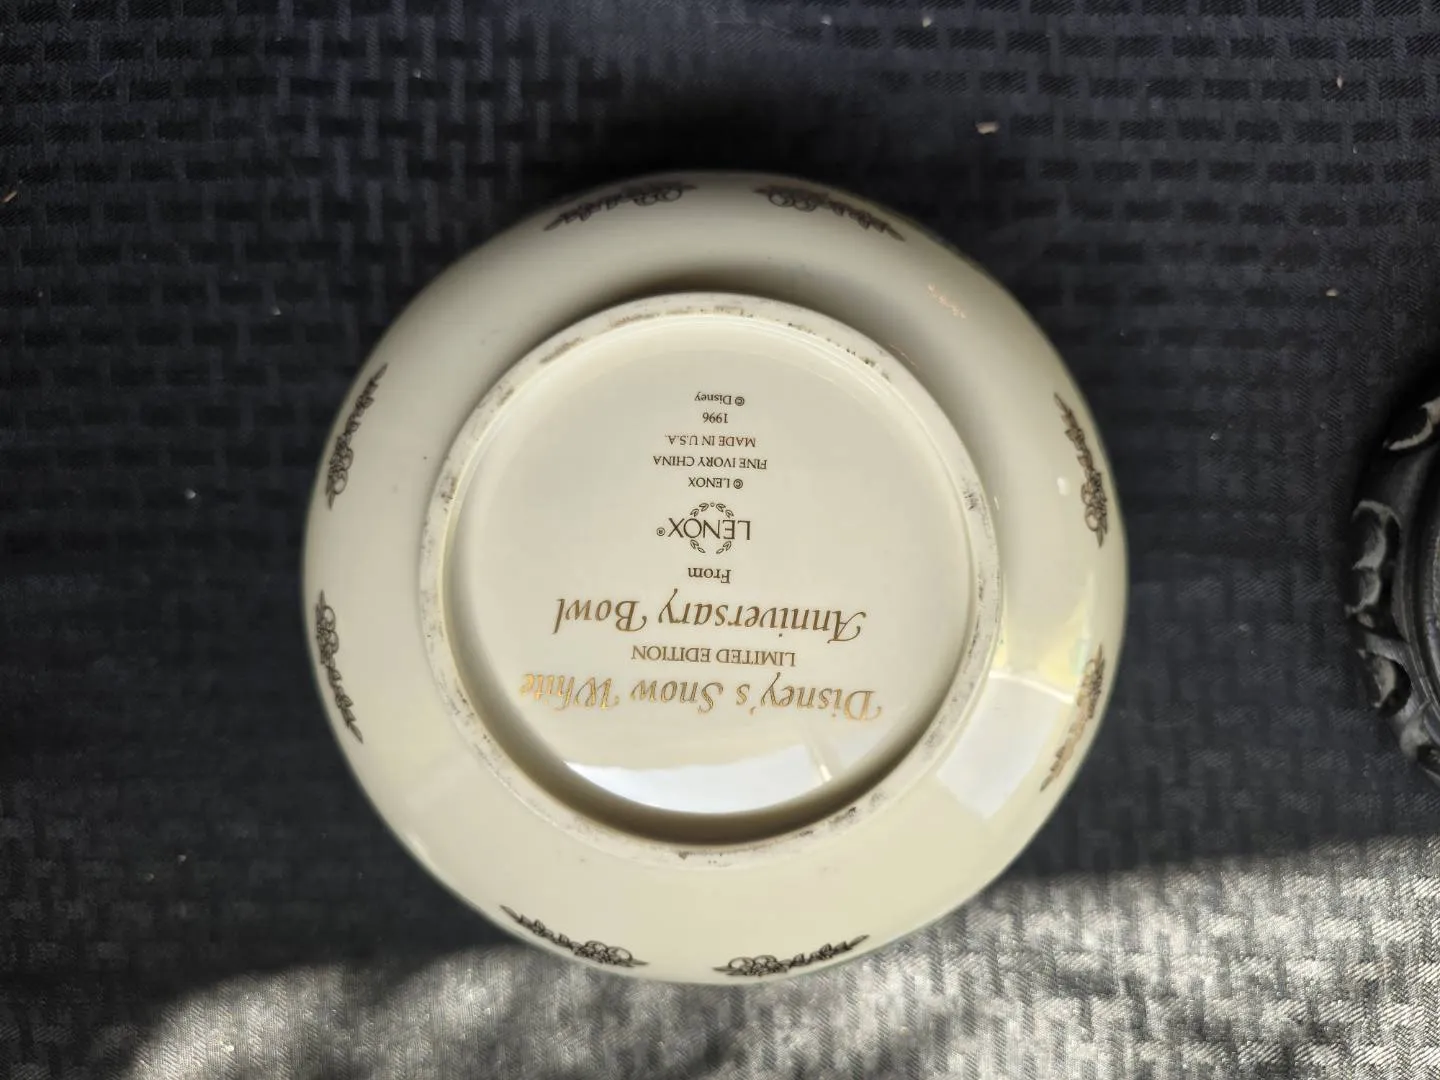 Disney's Snow White
LIMITED EDITION
Anniversary Bowl
From
LENOX®
© LENOX
FINE IVORY CHINA
MADE IN U.S.A.
1996
© Disney